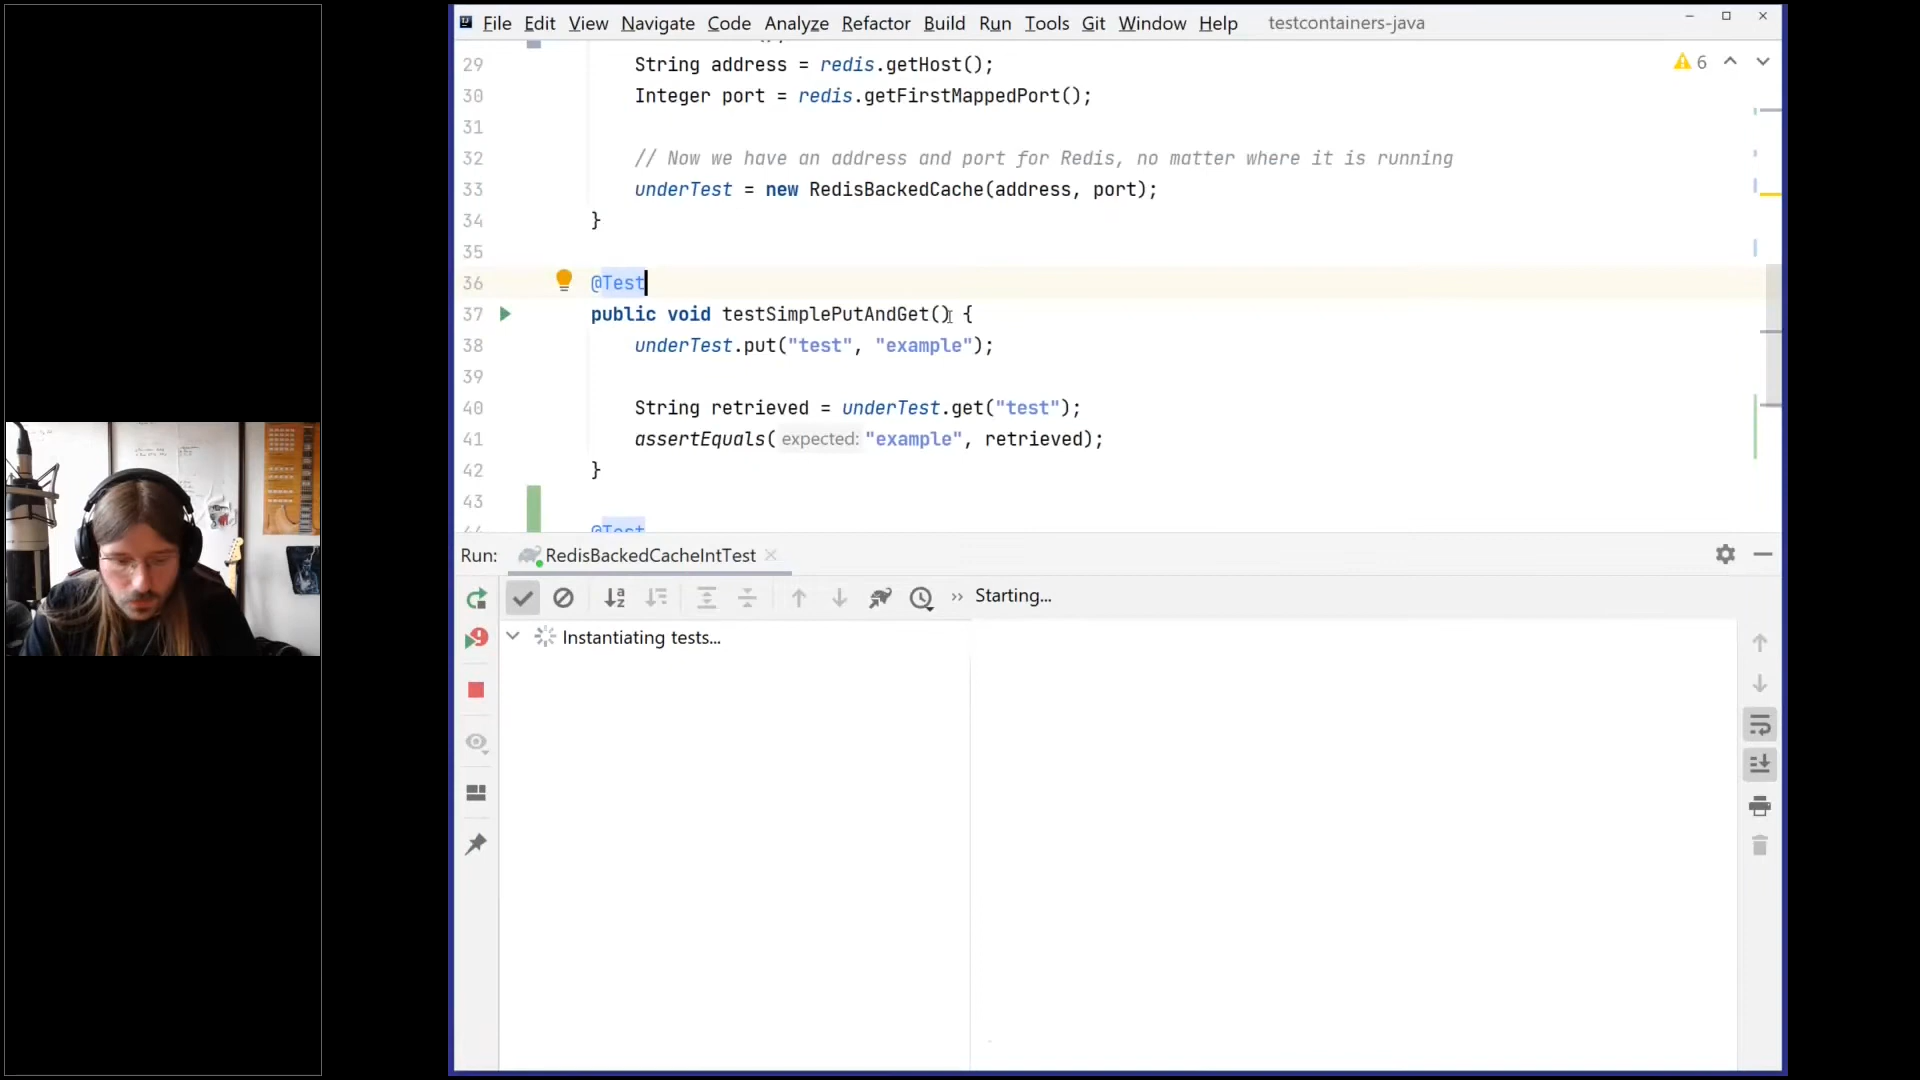 File Edit View Navigate Code Analyze Refactor Build Run Tools Git Window Help testcontainers-java
6
29 String address = redis.getHost();
30 Integer port = redis.getFirstMappedPort();
31
32 // Now we have an address and port for Redis, no matter where it is running
33 underTest = new RedisBackedCache(address, port);
34 }
35
36 @Test
37 public void testSimplePutAndGet() {
38 underTest.put("test", "example");
39
40 String retrieved = underTest.get("test");
41 assertEquals( expected: "example", retrieved);
42 }
43
44 @Test
Run: RedisBackedCacheIntTest
Starting...
Instantiating tests...